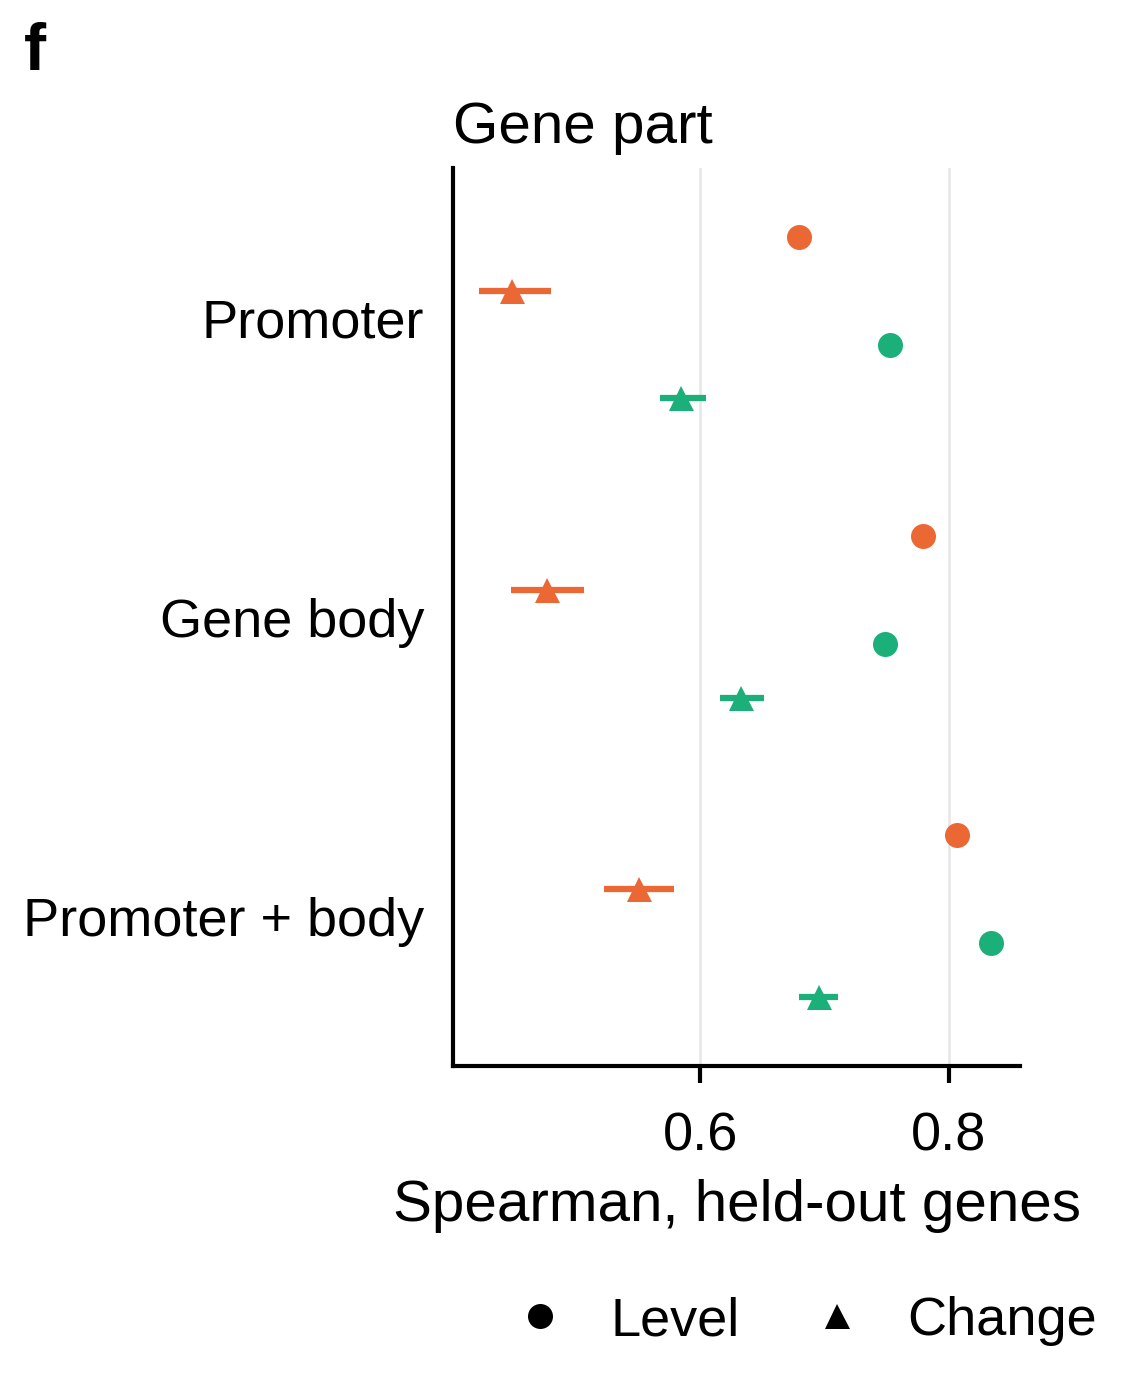 f
Gene part
Promoter
Gene body
Promoter + body
0.6 0.8
Spearman, held-out genes
Level Change